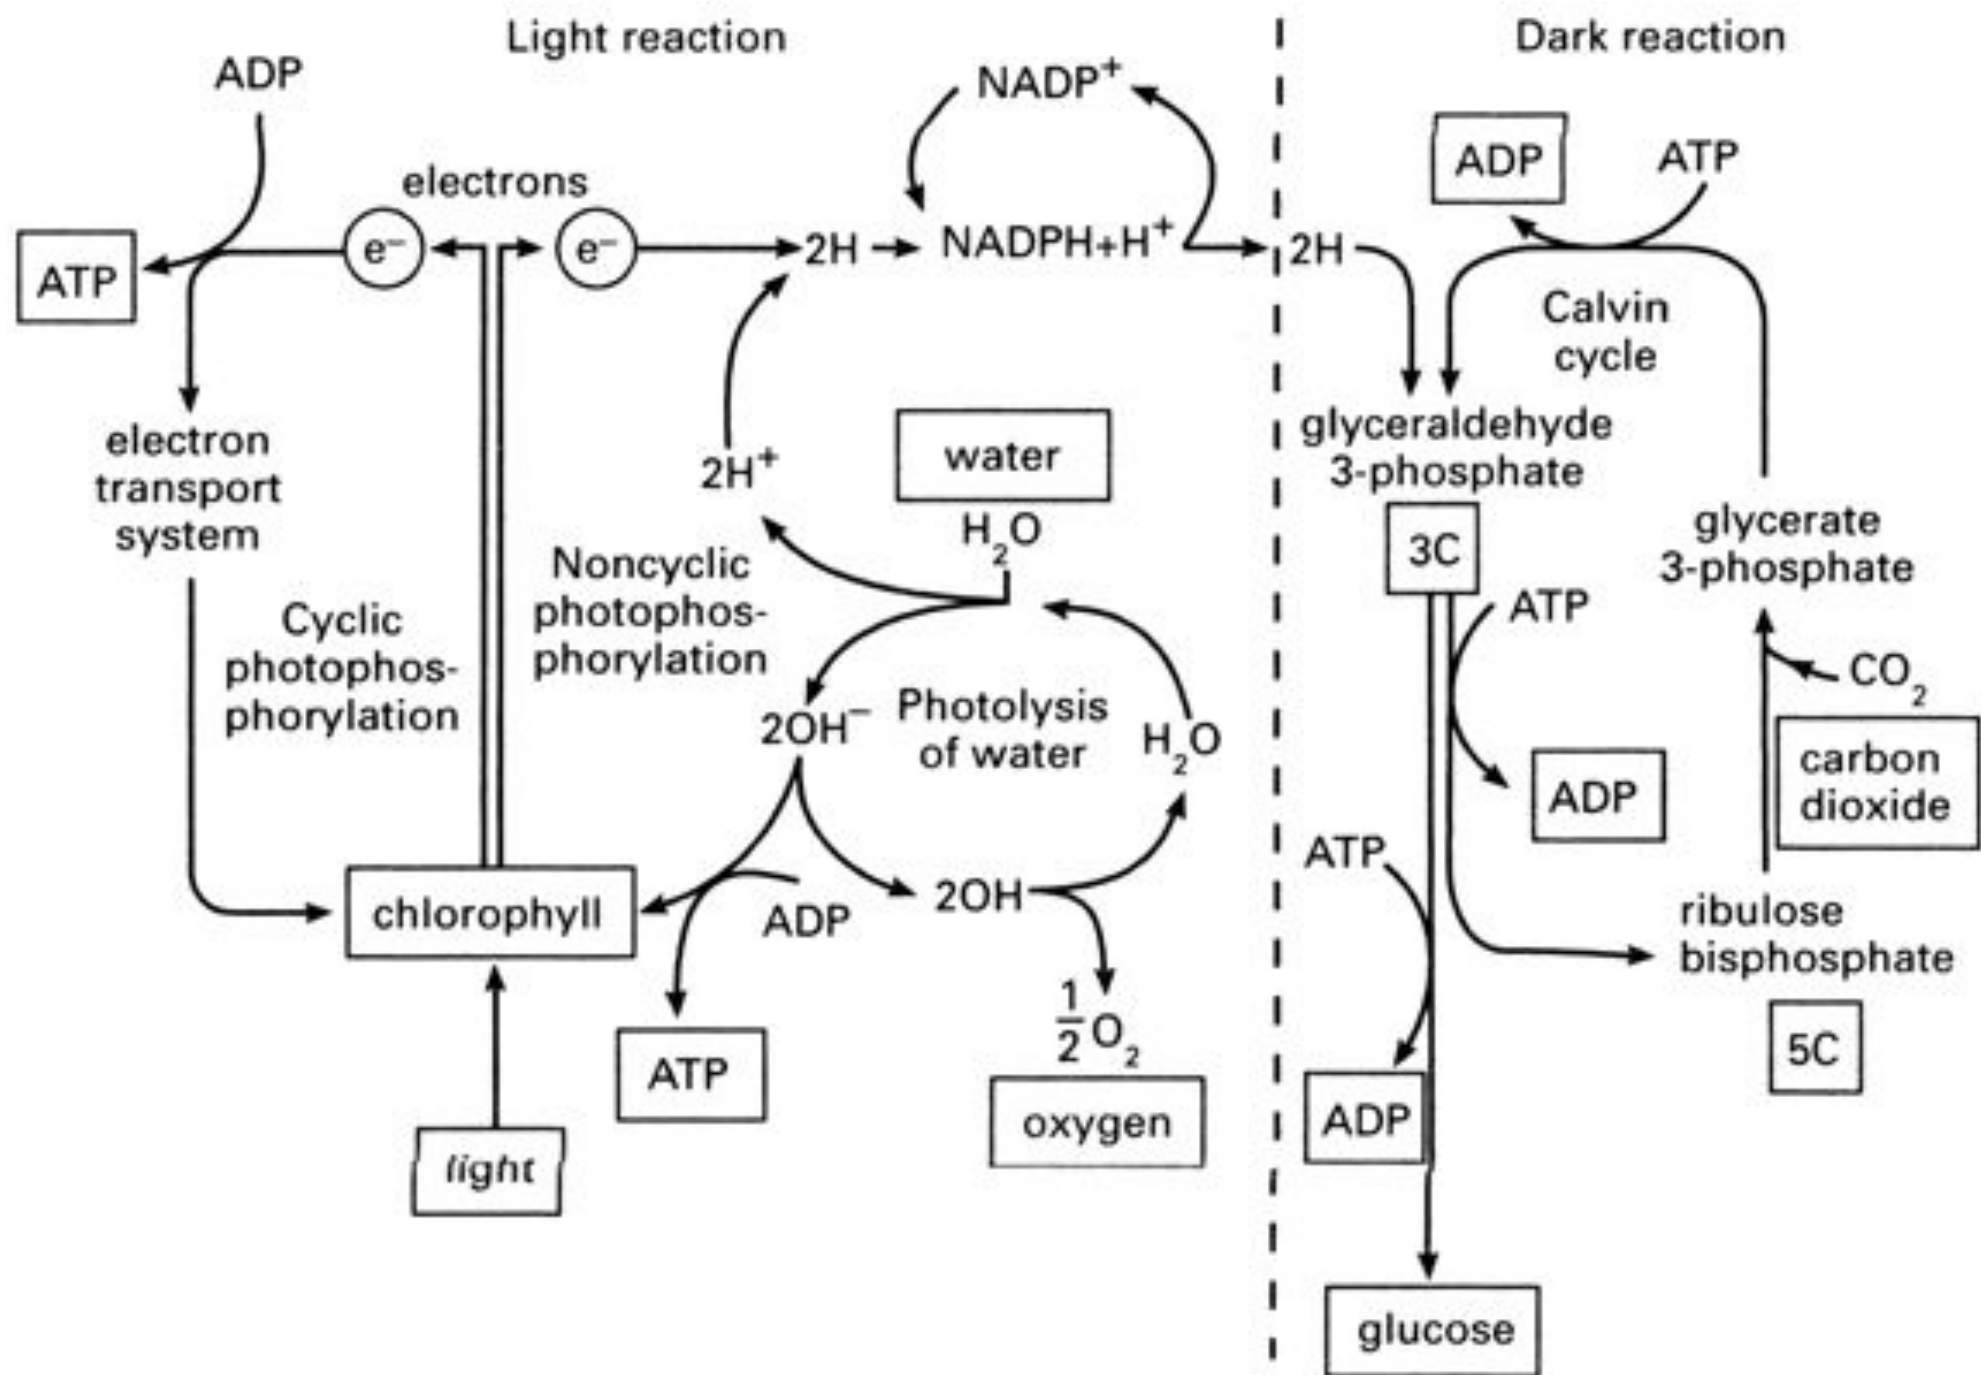 Light reaction
Dark reaction
ADP
NADP⁺
ADP
ATP
electrons
ATP
e⁻
e⁻
2H
NADPH+H⁺
2H
Calvin
cycle
electron
transport
system
2H⁺
water
H₂O
glyceraldehyde
3-phosphate
3C
glycerate
3-phosphate
Noncyclic
photophos-
phorylation
Cyclic
photophos-
phorylation
ATP
CO₂
carbon
dioxide
2OH⁻
Photolysis
of water
H₂O
ADP
ATP
chlorophyll
ADP
2OH
ribulose
bisphosphate
5C
½O₂
oxygen
ATP
ADP
light
glucose